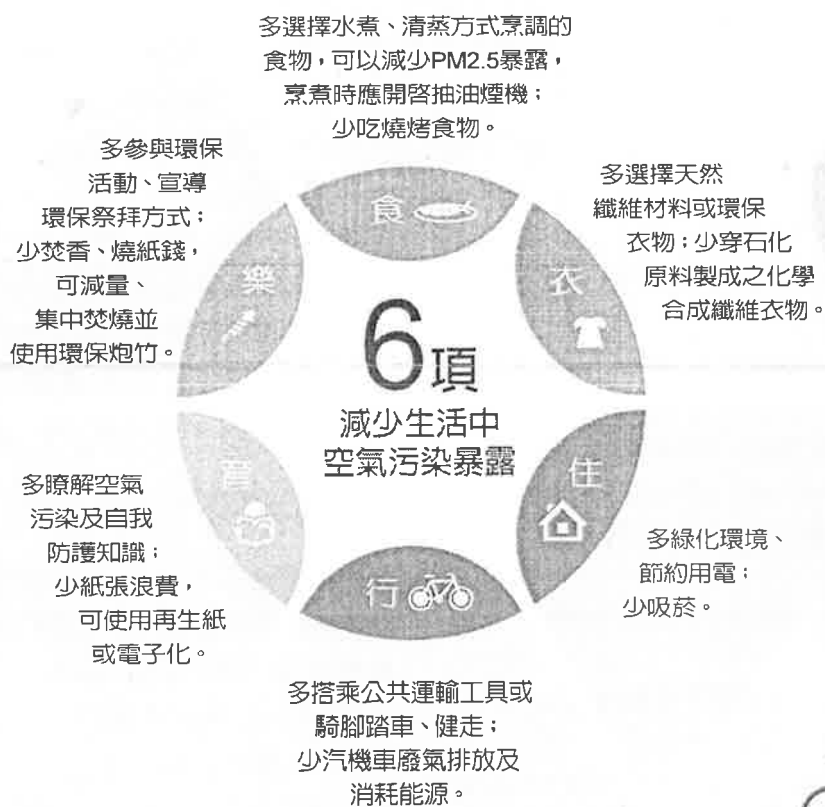 多選擇水煮、清蒸方式烹調的
食物，可以減少PM2.5暴露，
烹煮時應開啓抽油煙機；
少吃燒烤食物。
食
多選擇天然
纖維材料或環保
衣物；少穿石化
原料製成之化學
合成纖維衣物。
衣
住
多綠化環境、
節約用電；
少吸菸。
行
多搭乘公共運輸工具或
騎腳踏車、健走；
少汽機車廢氣排放及
消耗能源。
育
多瞭解空氣
污染及自我
防護知識；
少紙張浪費，
可使用再生紙
或電子化。
樂
多參與環保
活動、宣導
環保祭拜方式；
少焚香、燒紙錢，
可減量、
集中焚燒並
使用環保炮竹。
6項
減少生活中
空氣污染暴露